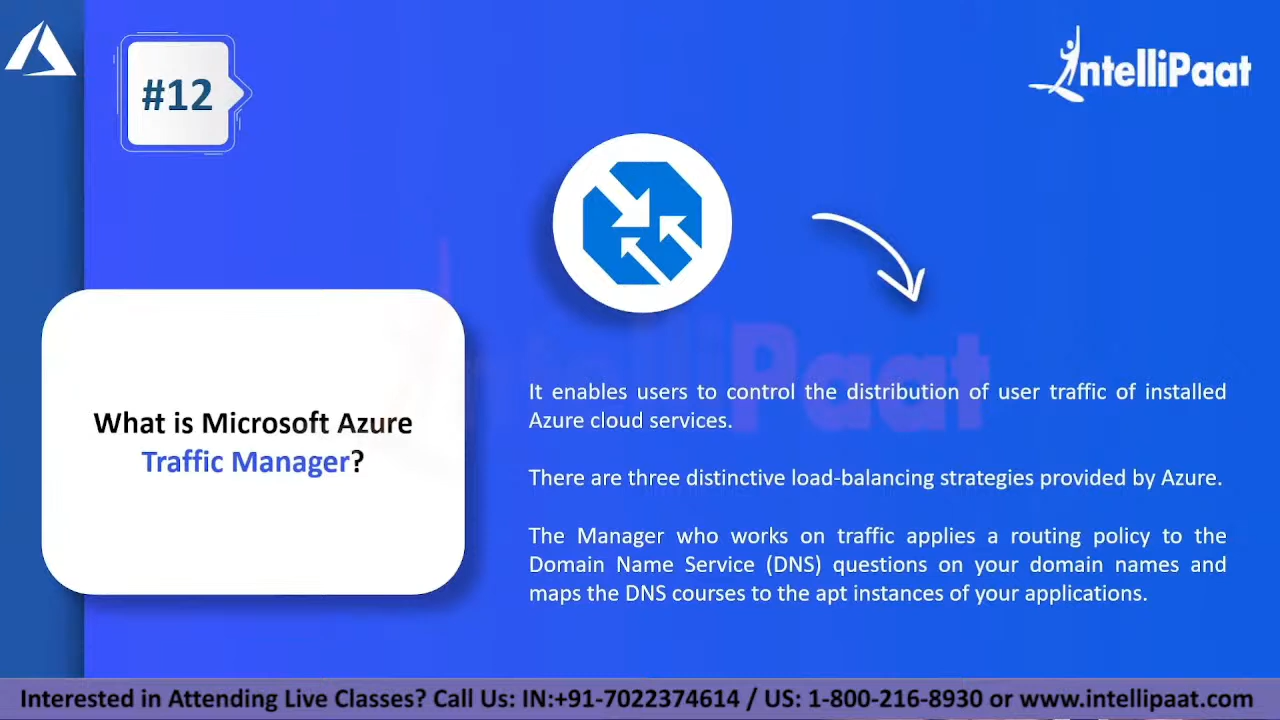 #12
IntelliPaat
What is Microsoft Azure
Traffic Manager?
IntelliPaat
It enables users to control the distribution of user traffic of installed
Azure cloud services.
There are three distinctive load-balancing strategies provided by Azure.
The Manager who works on traffic applies a routing policy to the
Domain Name Service (DNS) questions on your domain names and
maps the DNS courses to the apt instances of your applications.
Interested in Attending Live Classes? Call Us: IN:+91-7022374614 / US: 1-800-216-8930 or www.intellipaat.com